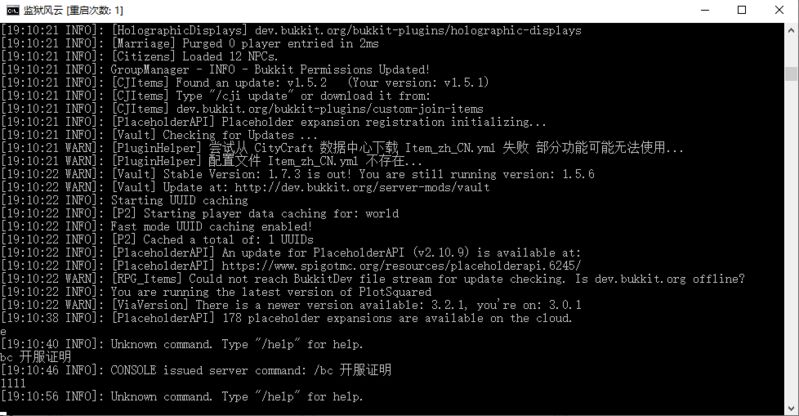 监狱风云 [重启次数: 1]
[19:10:21 INFO]: [HolographicDisplays] dev.bukkit.org/bukkit-plugins/holographic-displays
[19:10:21 INFO]: [Marriage] Purged 0 player entried in 2ms
[19:10:21 INFO]: [Citizens] Loaded 12 NPCs.
[19:10:21 INFO]: GroupManager - INFO - Bukkit Permissions Updated!
[19:10:21 INFO]: [CJItems] Found an update: v1.5.2   (Your version: v1.5.1)
[19:10:21 INFO]: [CJItems] Type "/cji update" or download it from:
[19:10:21 INFO]: [CJItems] dev.bukkit.org/bukkit-plugins/custom-join-items
[19:10:21 INFO]: [PlaceholderAPI] Placeholder expansion registration initializing...
[19:10:21 INFO]: [Vault] Checking for Updates ...
[19:10:21 WARN]: [PluginHelper] 尝试从 CityCraft 数据中心下载 Item_zh_CN.yml 失败 部分功能可能无法使用...
[19:10:21 WARN]: [PluginHelper] 配置文件 Item_zh_CN.yml 不存在...
[19:10:22 WARN]: [Vault] Stable Version: 1.7.3 is out! You are still running version: 1.5.6
[19:10:22 WARN]: [Vault] Update at: http://dev.bukkit.org/server-mods/vault
[19:10:22 INFO]: Starting UUID caching
[19:10:22 INFO]: [P2] Starting player data caching for: world
[19:10:22 INFO]: Fast mode UUID caching enabled!
[19:10:22 INFO]: [P2] Cached a total of: 1 UUIDs
[19:10:22 INFO]: [PlaceholderAPI] An update for PlaceholderAPI (v2.10.9) is available at:
[19:10:22 INFO]: [PlaceholderAPI] https://www.spigotmc.org/resources/placeholderapi.6245/
[19:10:22 WARN]: [RPG_Items] Could not reach BukkitDev file stream for update checking. Is dev.bukkit.org offline?
[19:10:22 INFO]: You are running the latest version of PlotSquared
[19:10:22 WARN]: [ViaVersion] There is a newer version available: 3.2.1, you're on: 3.0.1
[19:10:38 INFO]: [PlaceholderAPI] 178 placeholder expansions are available on the cloud.
e
[19:10:40 INFO]: Unknown command. Type "/help" for help.
bc 开服证明
[19:10:46 INFO]: CONSOLE issued server command: /bc 开服证明
1111
[19:10:56 INFO]: Unknown command. Type "/help" for help.